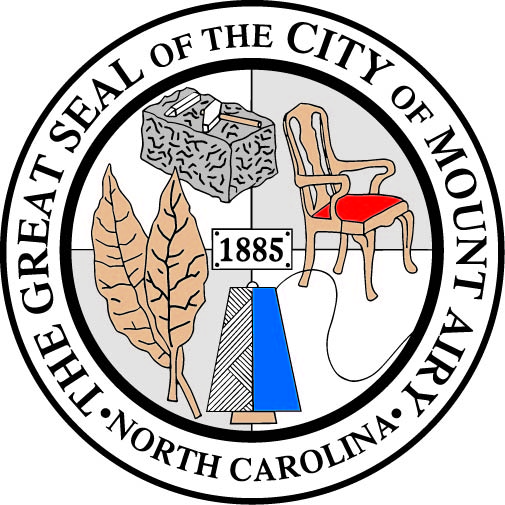 THE GREAT SEAL OF THE CITY OF MOUNT AIRY
1885
•NORTH CAROLINA•